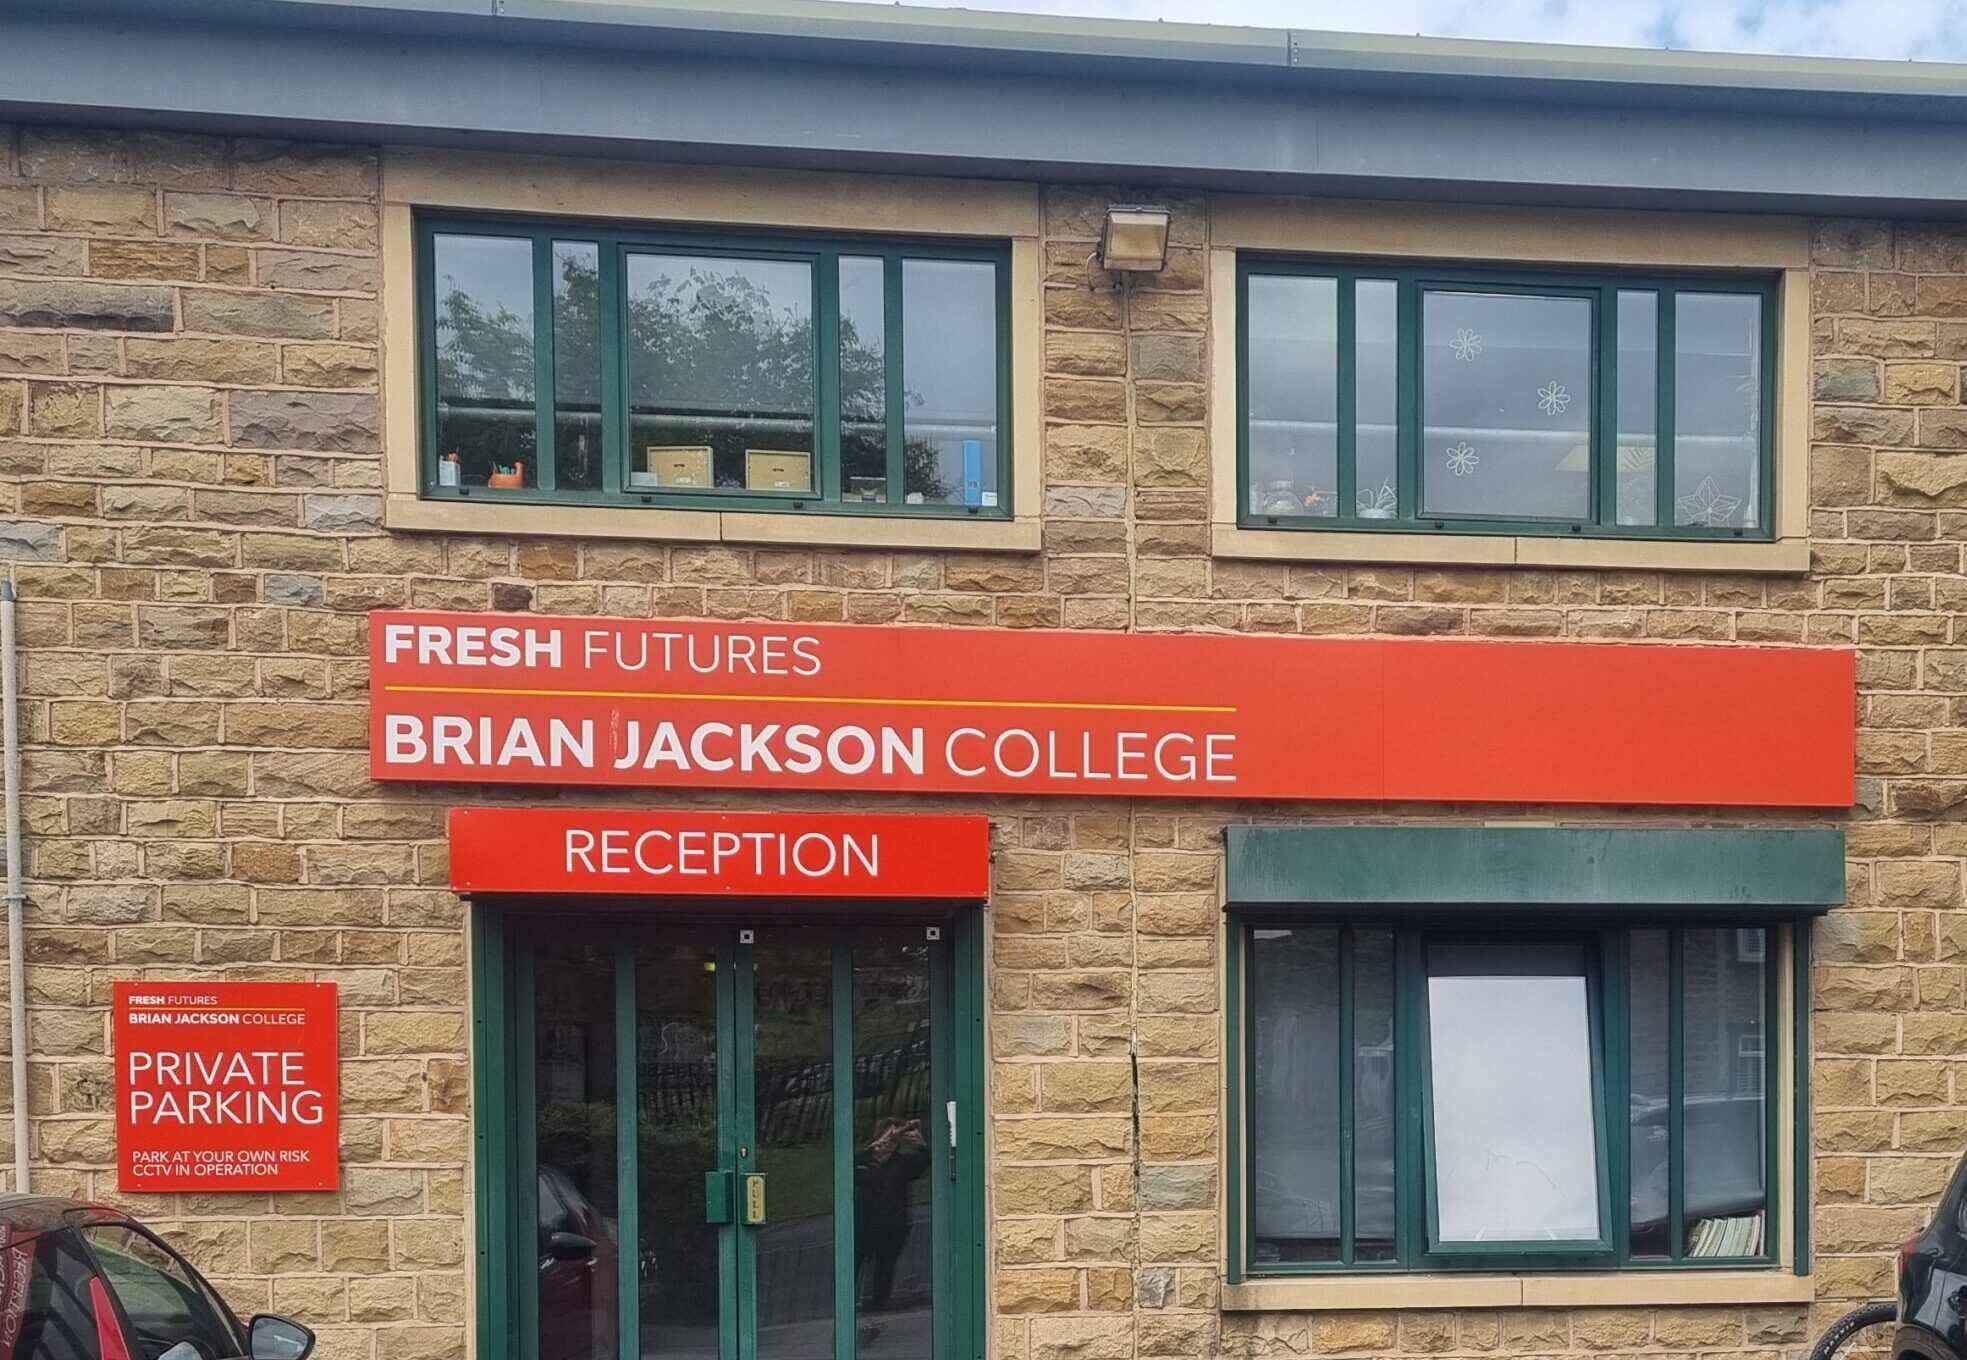 FRESH FUTURES
BRIAN JACKSON COLLEGE
RECEPTION
FRESH FUTURES
BRIAN JACKSON COLLEGE
PRIVATE
PARKING
PARK AT YOUR OWN RISK
CCTV IN OPERATION
PULL
RECEPTION